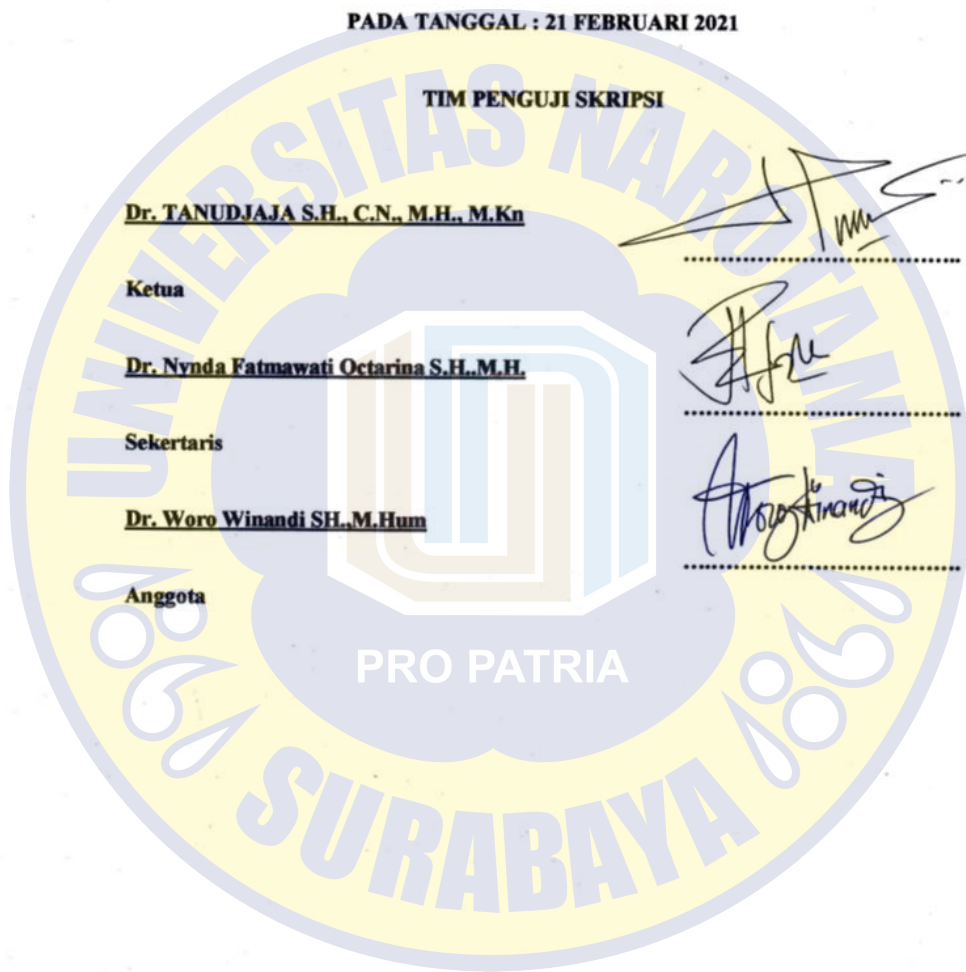 PADA TANGGAL : 21 FEBRUARI 2021
TIM PENGUJI SKRIPSI
Dr. TANUDJAJA S.H., C.N., M.H., M.Kn
Ketua
Dr. Nynda Fatmawati Octarina S.H..M.H.
Sekertaris
Dr. Woro Winandi SH.,M.Hum
Anggota
UNIVERSITAS NAROTAMA
PRO PATRIA
SURABAYA